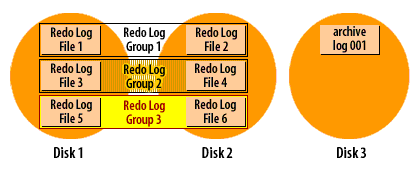 Redo Log
File 1
Redo Log
Group 1
Redo Log
File 2
Redo Log
File 3
Redo Log
Group 2
Redo Log
File 4
Redo Log
File 5
Redo Log
Group 3
Redo Log
File 6
archive
log 001
Disk 1
Disk 2
Disk 3